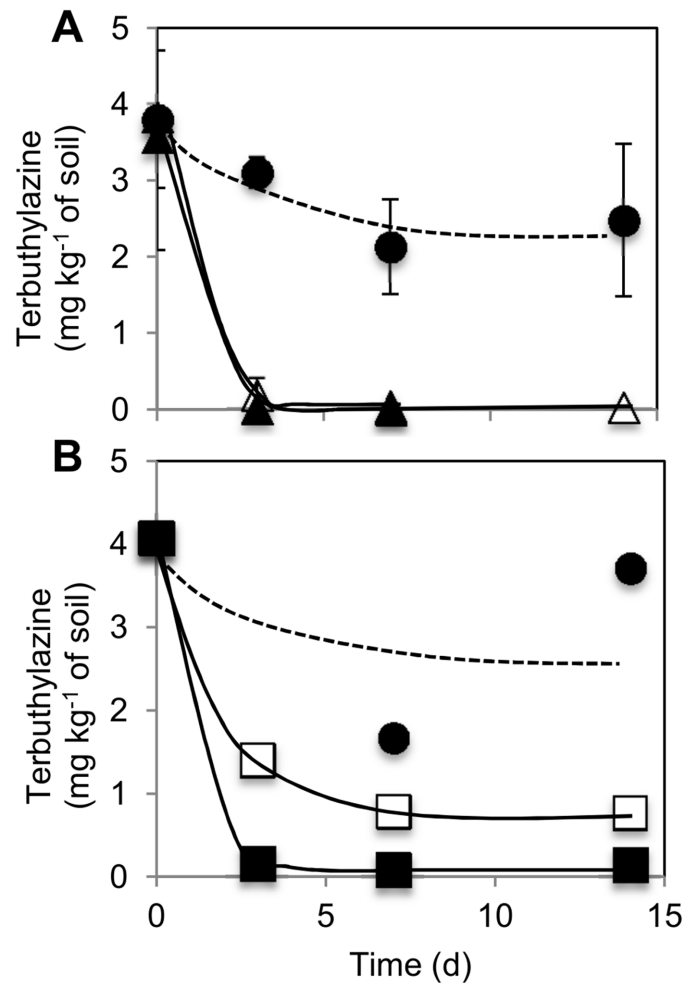 A
5
4
3
2
1
0
Terbuthylazine
(mg kg-1 of soil)
B
5
4
3
2
1
0
Terbuthylazine
(mg kg-1 of soil)
0 5 10 15
Time (d)